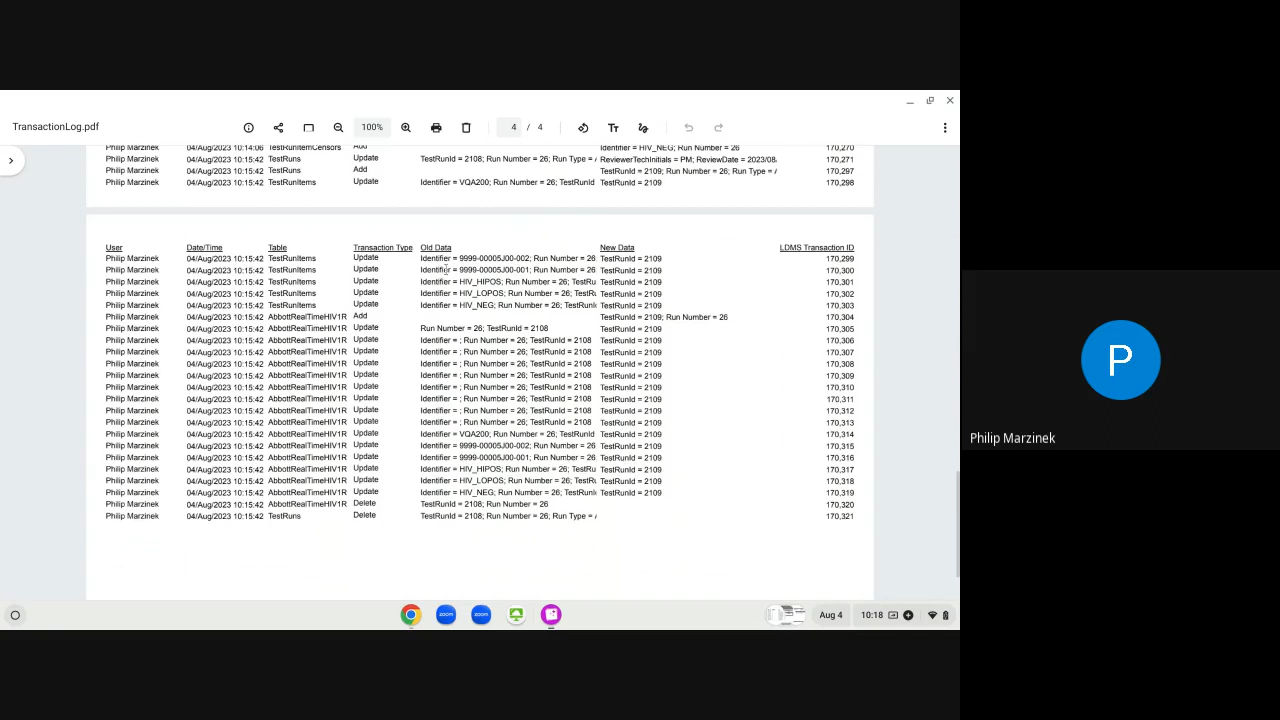 TransactionLog.pdf
100%
4 / 4
Philip Marzinek 04/Aug/2023 10:14:06 TestRunItemCensors Add Identifier = HIV_NEG; Run Number = 26 170,270
Philip Marzinek 04/Aug/2023 10:15:42 TestRuns Update TestRunId = 2108; Run Number = 26; Run Type = ReviewerTechInitials = PM; ReviewDate = 2023/08/ 170,271
Philip Marzinek 04/Aug/2023 10:15:42 TestRuns Add TestRunId = 2109; Run Number = 26; Run Type = 170,297
Philip Marzinek 04/Aug/2023 10:15:42 TestRunItems Update Identifier = VQA200; Run Number = 26; TestRunId TestRunId = 2109 170,298
User Date/Time Table Transaction Type Old Data New Data LDMS Transaction ID
Philip Marzinek 04/Aug/2023 10:15:42 TestRunItems Update Identifier = 9999-00005J00-002; Run Number = 26 TestRunId = 2109 170,299
Philip Marzinek 04/Aug/2023 10:15:42 TestRunItems Update Identifier = 9999-00005J00-001; Run Number = 26 TestRunId = 2109 170,300
Philip Marzinek 04/Aug/2023 10:15:42 TestRunItems Update Identifier = HIV_HIPOS; Run Number = 26; TestRu TestRunId = 2109 170,301
Philip Marzinek 04/Aug/2023 10:15:42 TestRunItems Update Identifier = HIV_LOPOS; Run Number = 26; TestR TestRunId = 2109 170,302
Philip Marzinek 04/Aug/2023 10:15:42 TestRunItems Update Identifier = HIV_NEG; Run Number = 26; TestRunI TestRunId = 2109 170,303
Philip Marzinek 04/Aug/2023 10:15:42 AbbottRealTimeHIV1R Add TestRunId = 2109; Run Number = 26 170,304
Philip Marzinek 04/Aug/2023 10:15:42 AbbottRealTimeHIV1R Update Run Number = 26; TestRunId = 2108 TestRunId = 2109 170,305
Philip Marzinek 04/Aug/2023 10:15:42 AbbottRealTimeHIV1R Update Identifier = ; Run Number = 26; TestRunId = 2108 TestRunId = 2109 170,306
Philip Marzinek 04/Aug/2023 10:15:42 AbbottRealTimeHIV1R Update Identifier = ; Run Number = 26; TestRunId = 2108 TestRunId = 2109 170,307
Philip Marzinek 04/Aug/2023 10:15:42 AbbottRealTimeHIV1R Update Identifier = ; Run Number = 26; TestRunId = 2108 TestRunId = 2109 170,308
Philip Marzinek 04/Aug/2023 10:15:42 AbbottRealTimeHIV1R Update Identifier = ; Run Number = 26; TestRunId = 2108 TestRunId = 2109 170,309
Philip Marzinek 04/Aug/2023 10:15:42 AbbottRealTimeHIV1R Update Identifier = ; Run Number = 26; TestRunId = 2108 TestRunId = 2109 170,310
Philip Marzinek 04/Aug/2023 10:15:42 AbbottRealTimeHIV1R Update Identifier = ; Run Number = 26; TestRunId = 2108 TestRunId = 2109 170,311
Philip Marzinek 04/Aug/2023 10:15:42 AbbottRealTimeHIV1R Update Identifier = ; Run Number = 26; TestRunId = 2108 TestRunId = 2109 170,312
Philip Marzinek 04/Aug/2023 10:15:42 AbbottRealTimeHIV1R Update Identifier = ; Run Number = 26; TestRunId = 2108 TestRunId = 2109 170,313
Philip Marzinek 04/Aug/2023 10:15:42 AbbottRealTimeHIV1R Update Identifier = VQA200; Run Number = 26; TestRunId TestRunId = 2109 170,314
Philip Marzinek 04/Aug/2023 10:15:42 AbbottRealTimeHIV1R Update Identifier = 9999-00005J00-002; Run Number = 26 TestRunId = 2109 170,315
Philip Marzinek 04/Aug/2023 10:15:42 AbbottRealTimeHIV1R Update Identifier = 9999-00005J00-001; Run Number = 26 TestRunId = 2109 170,316
Philip Marzinek 04/Aug/2023 10:15:42 AbbottRealTimeHIV1R Update Identifier = HIV_HIPOS; Run Number = 26; TestRu TestRunId = 2109 170,317
Philip Marzinek 04/Aug/2023 10:15:42 AbbottRealTimeHIV1R Update Identifier = HIV_LOPOS; Run Number = 26; TestR TestRunId = 2109 170,318
Philip Marzinek 04/Aug/2023 10:15:42 AbbottRealTimeHIV1R Update Identifier = HIV_NEG; Run Number = 26; TestRunI TestRunId = 2109 170,319
Philip Marzinek 04/Aug/2023 10:15:42 AbbottRealTimeHIV1R Delete TestRunId = 2108; Run Number = 26 170,320
Philip Marzinek 04/Aug/2023 10:15:42 TestRuns Delete TestRunId = 2108; Run Number = 26; Run Type = 170,321
zoom
zoom
Aug 4
10:18
P
Philip Marzinek